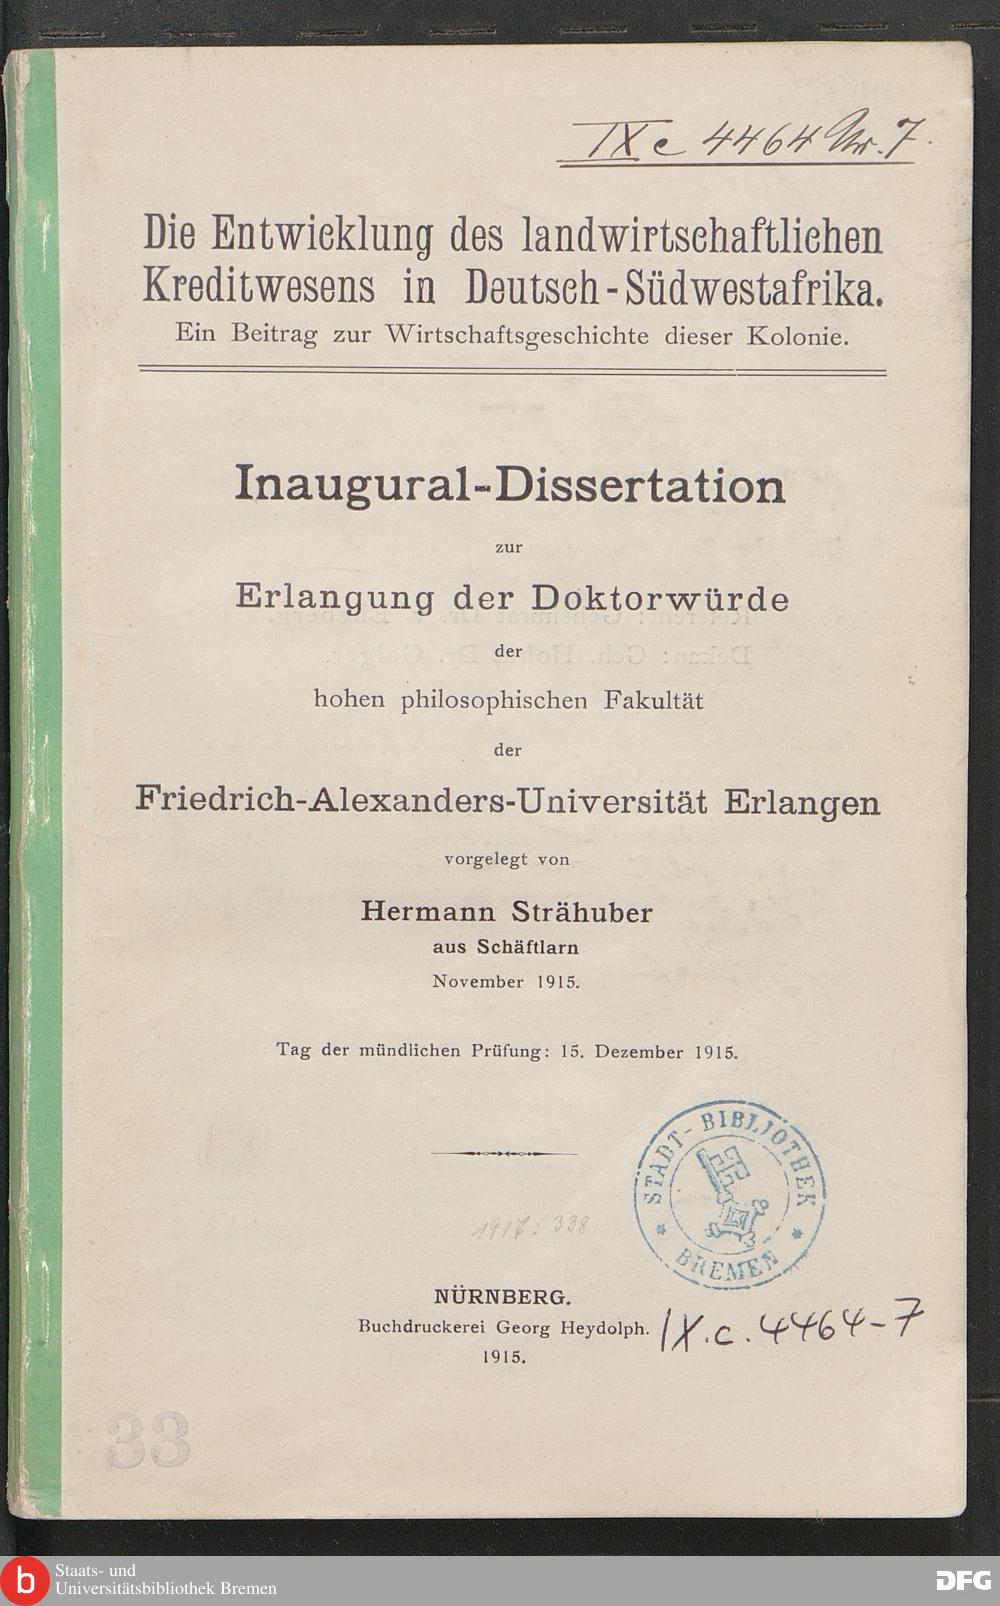 IX c 4464 Nr. 7.
Die Entwicklung des landwirtschaftlichen
Kreditwesens in Deutsch-Südwestafrika.
Ein Beitrag zur Wirtschaftsgeschichte dieser Kolonie.
Inaugural-Dissertation
zur
Erlangung der Doktorwürde
der
hohen philosophischen Fakultät
der
Friedrich-Alexanders-Universität Erlangen
vorgelegt von
Hermann Strähuber
aus Schäftlarn
November 1915.
Tag der mündlichen Prüfung: 15. Dezember 1915.
STADT-BIBLIOTHEK
* BREMEN *
1917: 338
NÜRNBERG.
Buchdruckerei Georg Heydolph.
1915.
IX.c.4464-7
33
b
Staats- und
Universitätsbibliothek Bremen
DFG